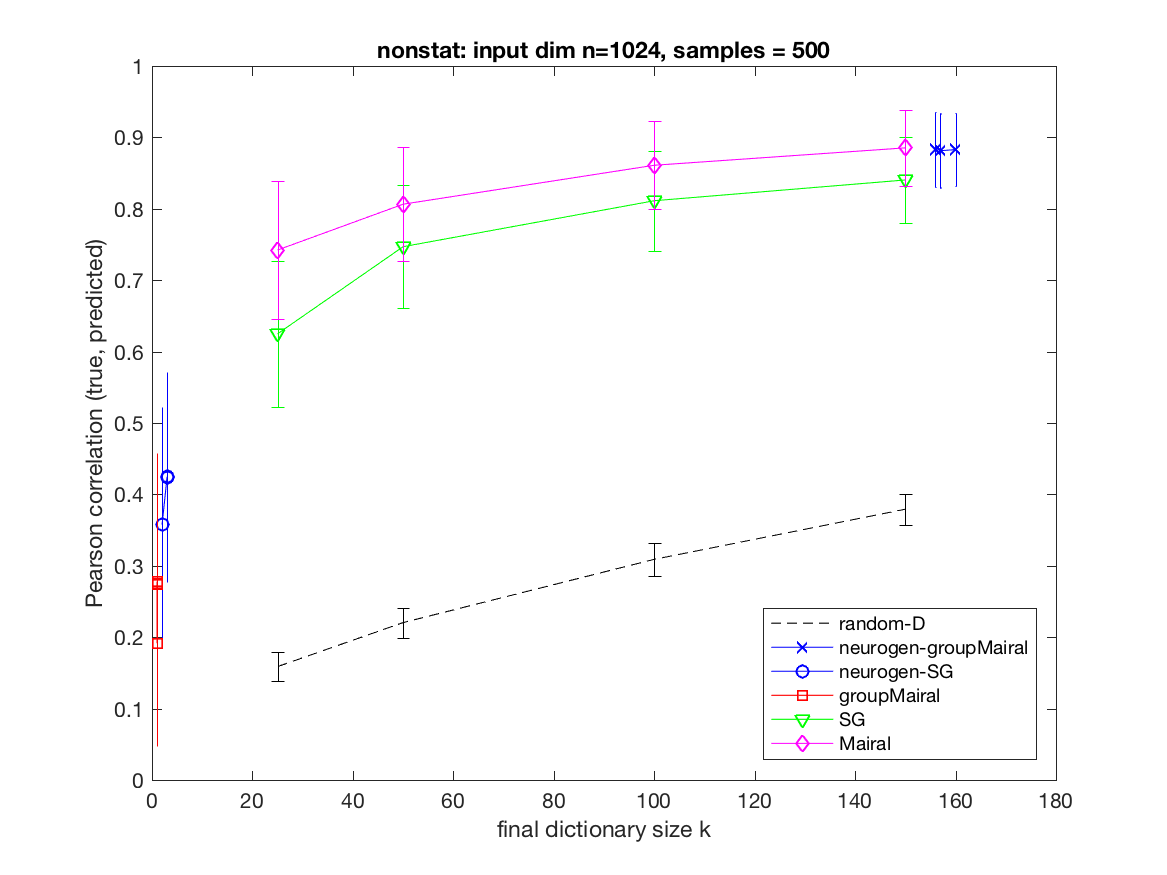 nonstat: input dim n=1024, samples = 500
Pearson correlation (true, predicted)
1
0.9
0.8
0.7
0.6
0.5
0.4
0.3
0.2
0.1
0
0 20 40 60 80 100 120 140 160 180
final dictionary size k
random-D
neurogen-groupMairal
neurogen-SG
groupMairal
SG
Mairal